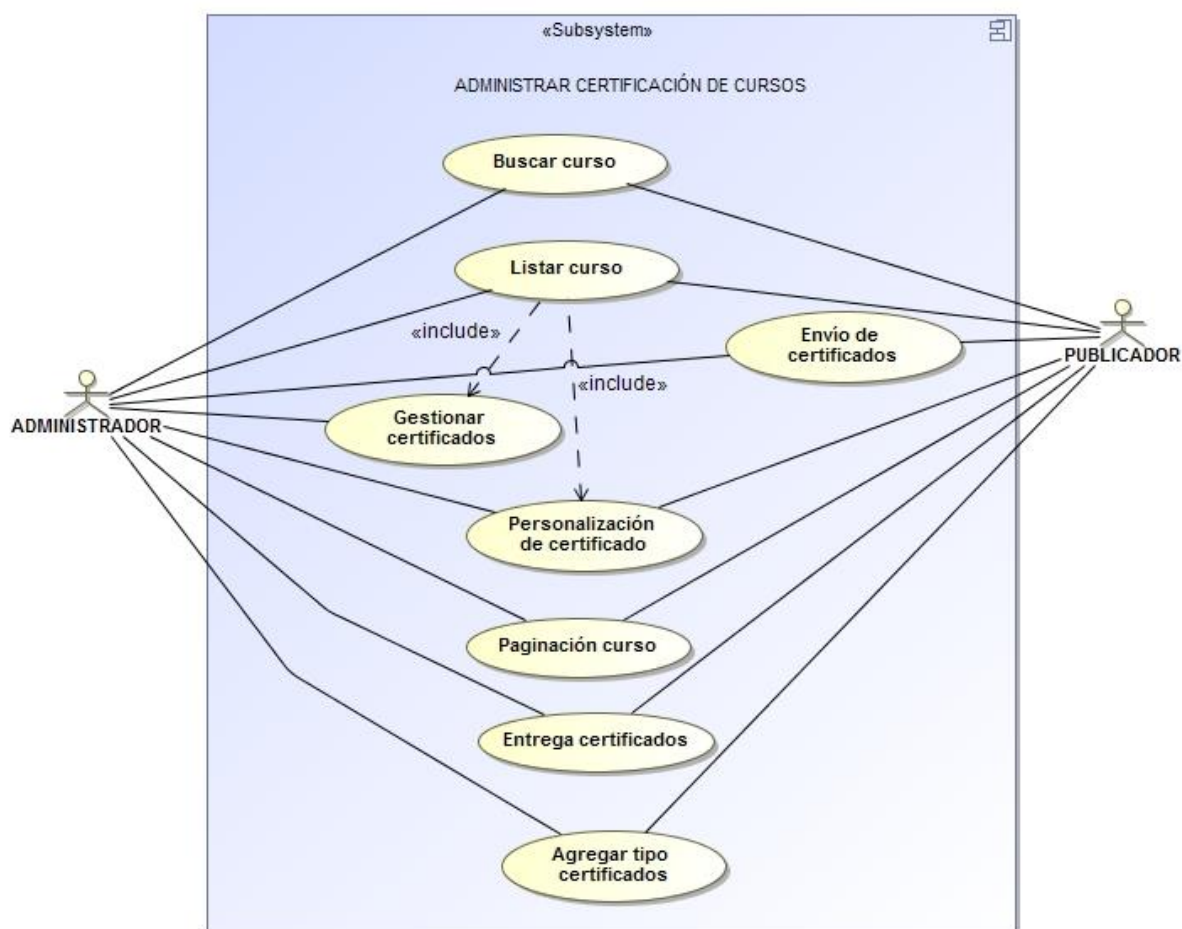 «Subsystem»
ADMINISTRAR CERTIFICACIÓN DE CURSOS
Buscar curso
Listar curso
«include»
Envío de
certificados
PUBLICADOR
«include»
ADMINISTRADOR
Gestionar
certificados
Personalización
de certificado
Paginación curso
Entrega certificados
Agregar tipo
certificados